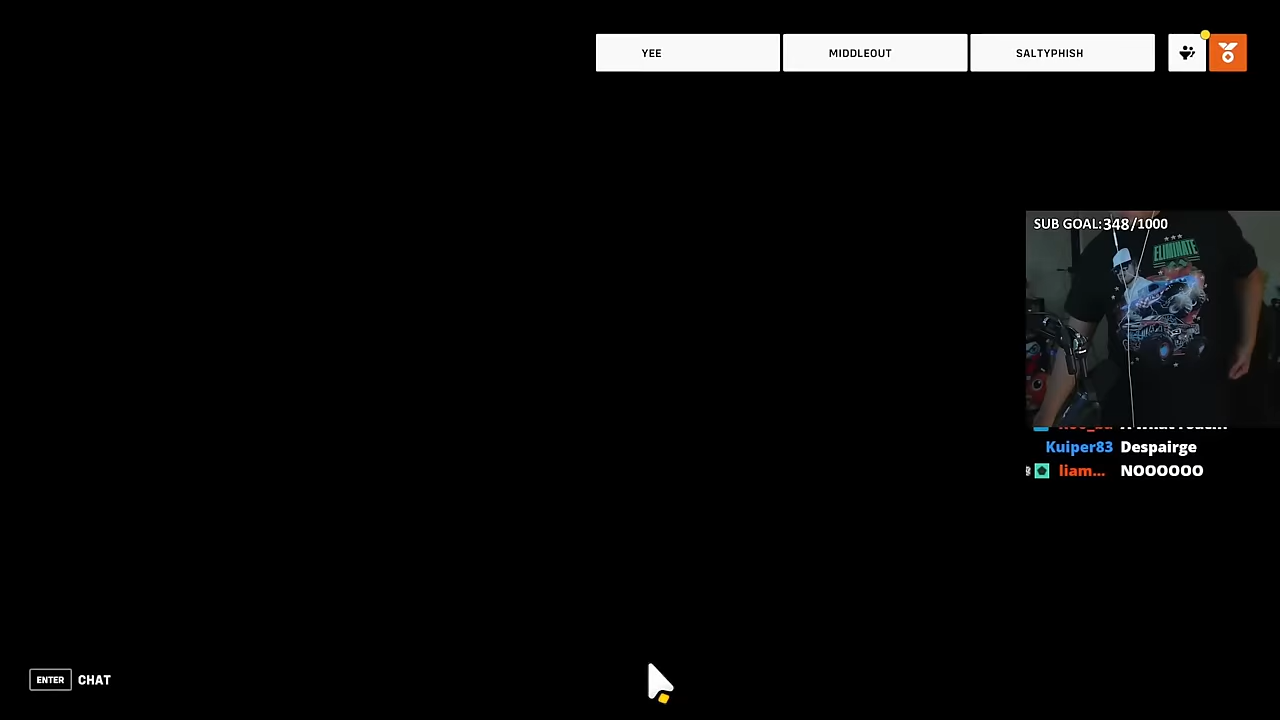 YEE
MIDDLEOUT
SALTYPHISH
SUB GOAL:348/1000
ELIMINATE
Kuiper83 Despairge
liam... NOOOOOO
ENTER CHAT